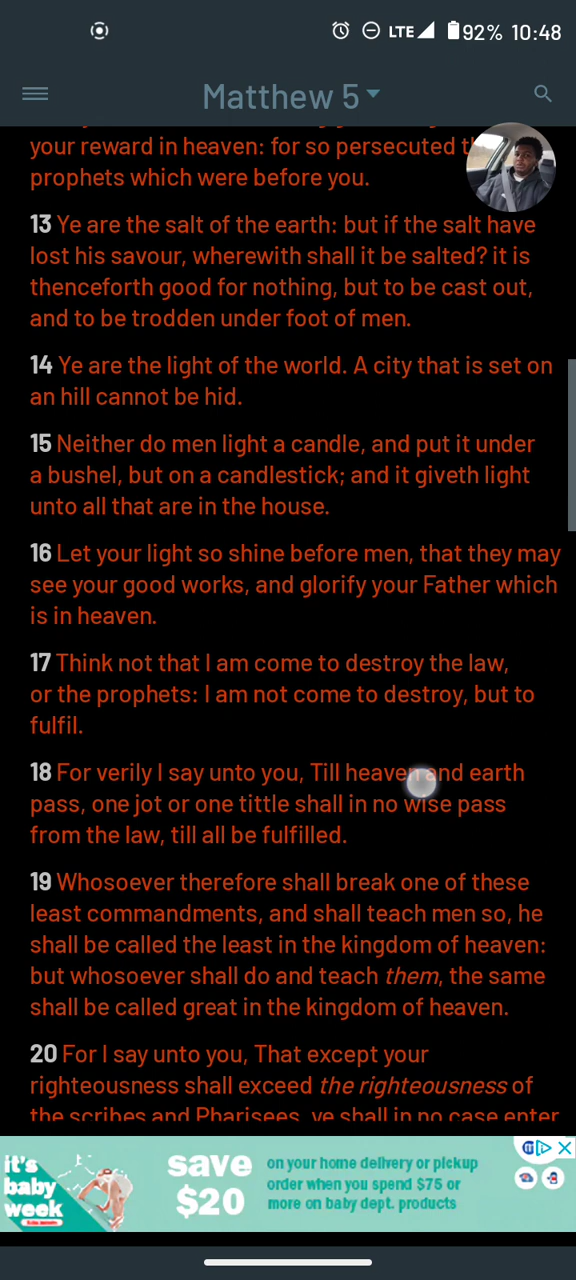 LTE 92% 10:48
Matthew 5
your reward in heaven: for so persecuted
prophets which were before you.
13 Ye are the salt of the earth: but if the salt have
lost his savour, wherewith shall it be salted? it is
thenceforth good for nothing, but to be cast out,
and to be trodden under foot of men.
14 Ye are the light of the world. A city that is set on
an hill cannot be hid.
15 Neither do men light a candle, and put it under
a bushel, but on a candlestick; and it giveth light
unto all that are in the house.
16 Let your light so shine before men, that they may
see your good works, and glorify your Father which
is in heaven.
17 Think not that I am come to destroy the law,
or the prophets: I am not come to destroy, but to
fulfil.
18 For verily I say unto you, Till heaven and earth
pass, one jot or one tittle shall in no wise pass
from the law, till all be fulfilled.
19 Whosoever therefore shall break one of these
least commandments, and shall teach men so, he
shall be called the least in the kingdom of heaven:
but whosoever shall do and teach them, the same
shall be called great in the kingdom of heaven.
20 For I say unto you, That except your
righteousness shall exceed the righteousness of
the scribes and Pharisees, ye shall in no case enter
it's
baby
week
save
$20
on your home delivery or pickup
order when you spend $75 or
more on baby dept. products